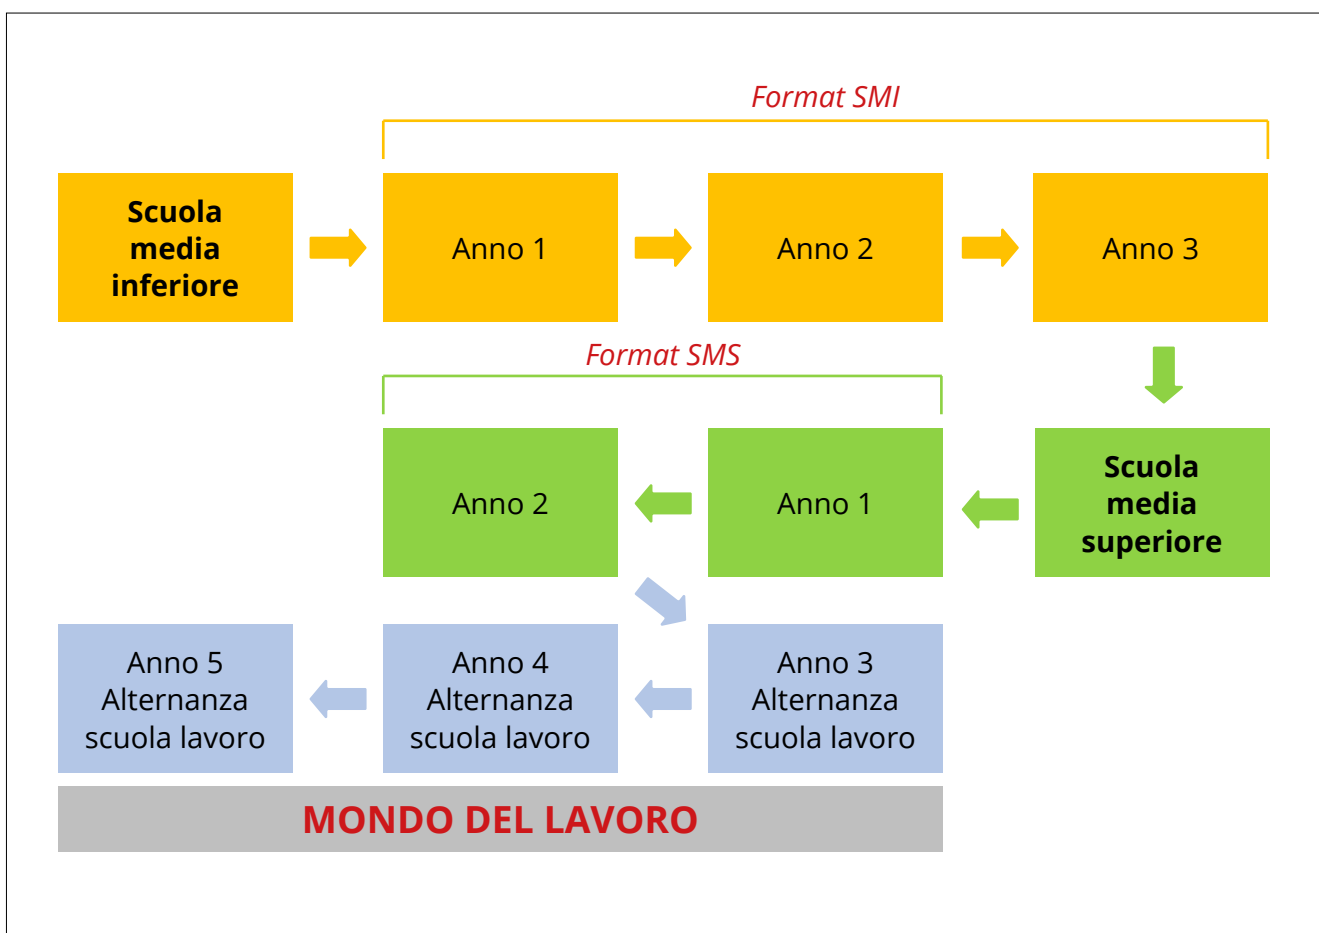 Format SMI
Scuola
media
inferiore
Anno 1
Anno 2
Anno 3
Format SMS
Anno 2
Anno 1
Scuola
media
superiore
Anno 5
Alternanza
scuola lavoro
Anno 4
Alternanza
scuola lavoro
Anno 3
Alternanza
scuola lavoro
MONDO DEL LAVORO